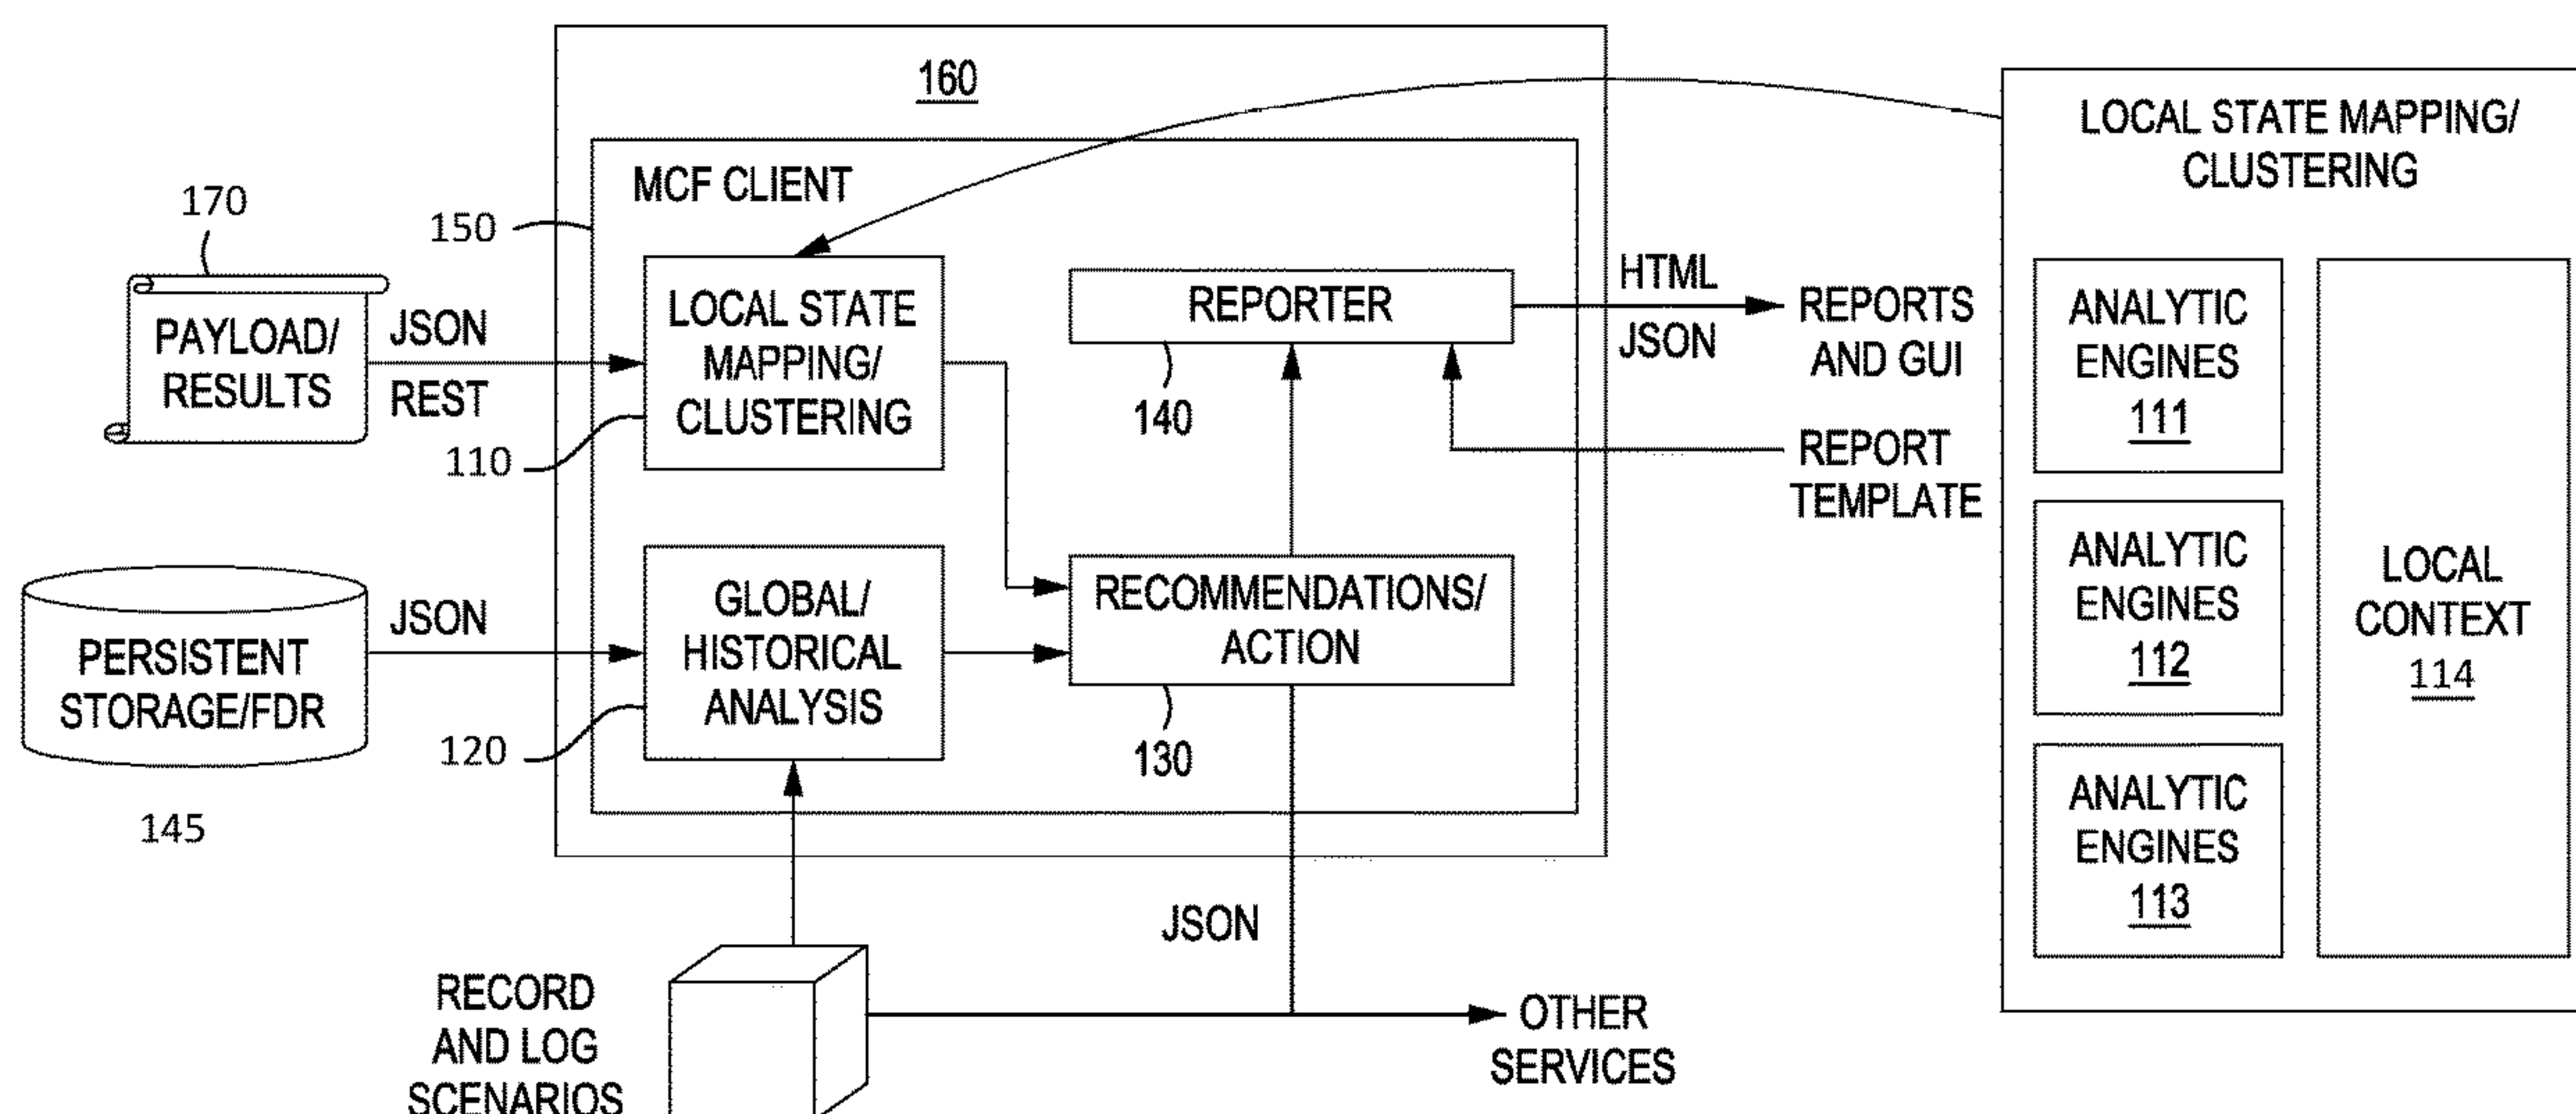 160
MCF CLIENT
150
170
PAYLOAD/
RESULTS
JSON
REST
LOCAL STATE
MAPPING/
CLUSTERING
110
REPORTER
140
HTML
JSON
REPORTS
AND GUI
REPORT
TEMPLATE
PERSISTENT
STORAGE/FDR
145
JSON
GLOBAL/
HISTORICAL
ANALYSIS
120
RECOMMENDATIONS/
ACTION
130
JSON
RECORD
AND LOG
SCENARIOS
OTHER
SERVICES
LOCAL STATE MAPPING/
CLUSTERING
ANALYTIC
ENGINES
111
ANALYTIC
ENGINES
112
ANALYTIC
ENGINES
113
LOCAL
CONTEXT
114